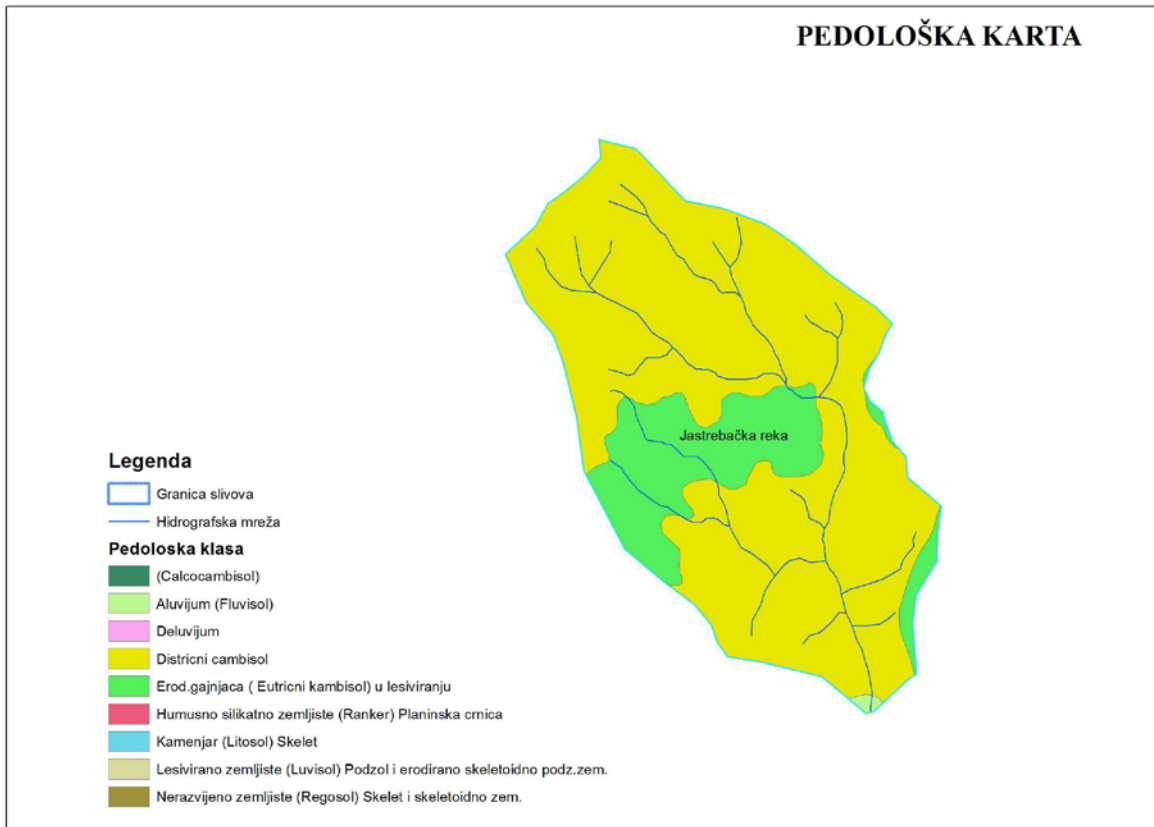 PEDOLOŠKA KARTA
Jastrebačka reka
Legenda
Granica slivova
Hidrografska mreža
Pedoloska klasa
(Calcocambisol)
Aluvijum (Fluvisol)
Deluvijum
Districni cambisol
Erod.gajnjaca ( Eutricni kambisol) u lesiviranju
Humusno silikatno zemljiste (Ranker) Planinska crnica
Kamenjar (Litosol) Skelet
Lesivirano zemljiste (Luvisol) Podzol i erodirano skeletoidno podz.zem.
Nerazvijeno zemljiste (Regosol) Skelet i skeletoidno zem.